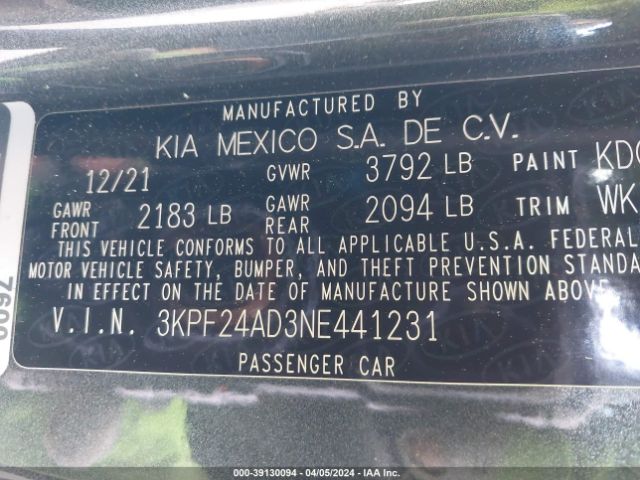 MANUFACTURED BY
KIA MEXICO S.A. DE C.V.
12/21 GVWR 3792 LB PAINT
GAWR FRONT 2183 LB GAWR REAR 2094 LB TRIM WK
THIS VEHICLE CONFORMS TO ALL APPLICABLE U.S.A. FEDERAL
MOTOR VEHICLE SAFETY, BUMPER, AND THEFT PREVENTION STANDA
IN EFFECT ON THE DATE OF MANUFACTURE SHOWN ABOVE
V.I.N. 3KPF24AD3NE441231
PASSENGER CAR
000-39130094 - 04/05/2024 - IAA Inc.